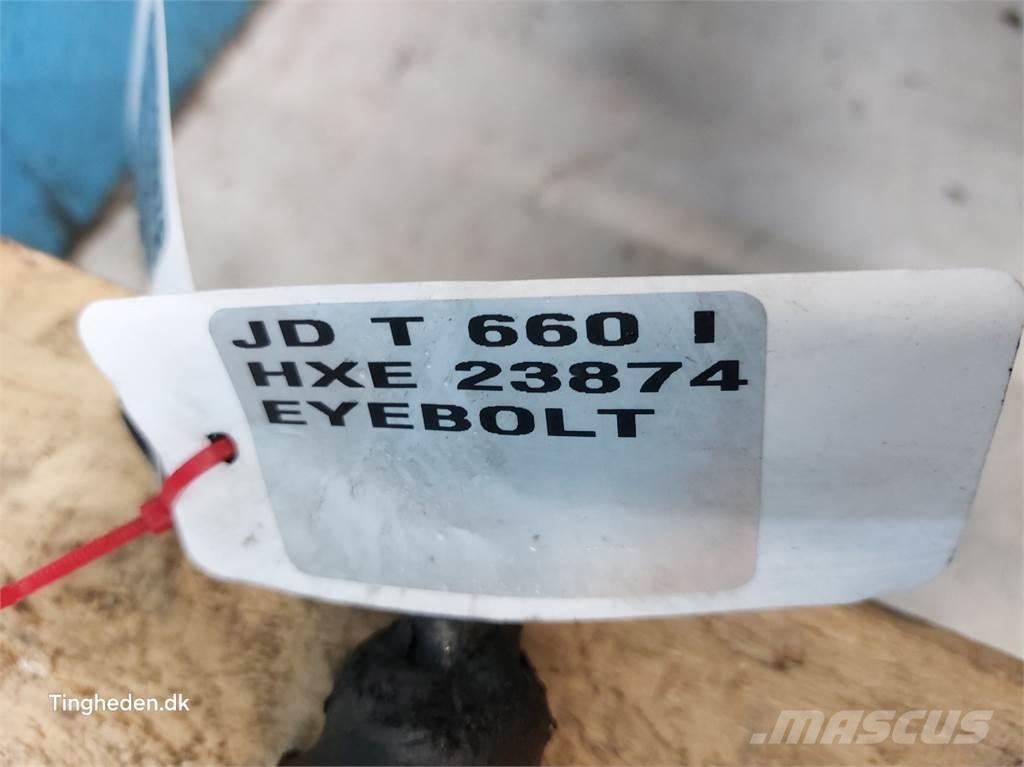 JD T 660 I
HXE 23874
EYEBOLT
Tingheden.dk
MASCUS